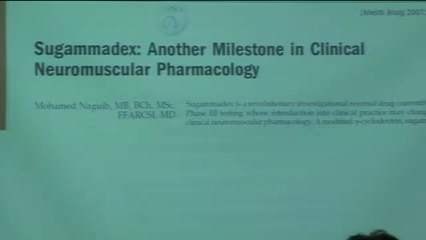 (Anesth Analg 2007
Sugammadex: Another Milestone in Clinical
Neuromuscular Pharmacology
Mohamed Naguib, MB, BCh, MSc,
FFARCSI, MD
Sugammadex is a revolutionary investigational reversal drug currently
Phase III testing whose introduction into clinical practice may chang
clinical neuromuscular pharmacology. A modified γ-cyclodextrin, sugam